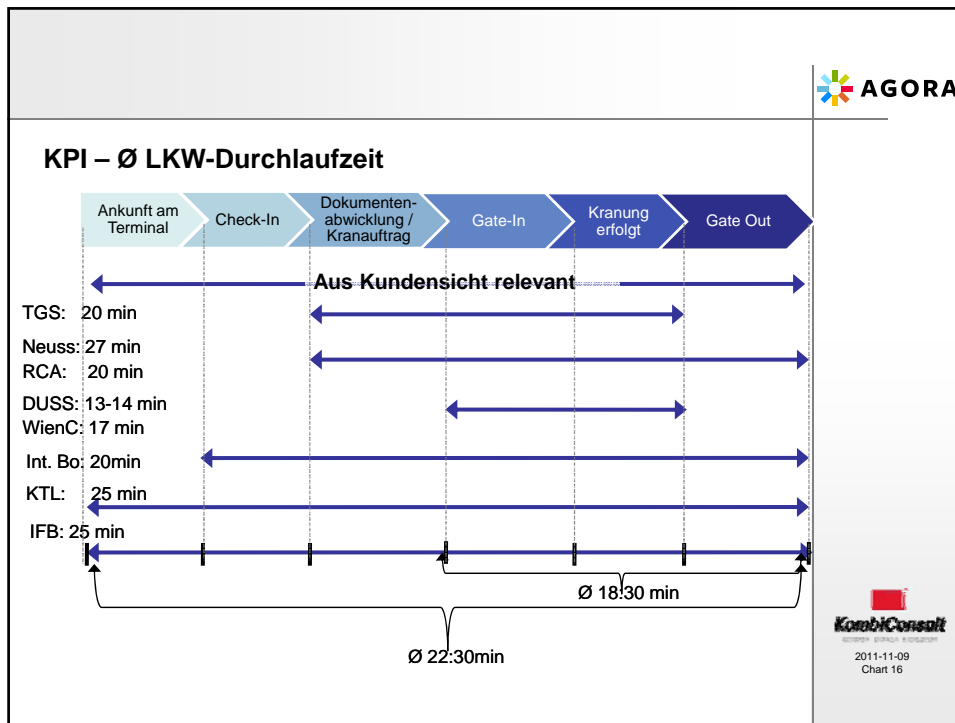 AGORA
KPI – Ø LKW-Durchlaufzeit
Ankunft am
Terminal
Check-In
Dokumenten-
abwicklung /
Kranauftrag
Gate-In
Kranung
erfolgt
Gate Out
Aus Kundensicht relevant
TGS: 20 min
Neuss: 27 min
RCA: 20 min
DUSS: 13-14 min
WienC: 17 min
Int. Bo: 20min
KTL: 25 min
IFB: 25 min
Ø 18:30 min
Ø 22:30min
KombiConsult
2011-11-09
Chart 16